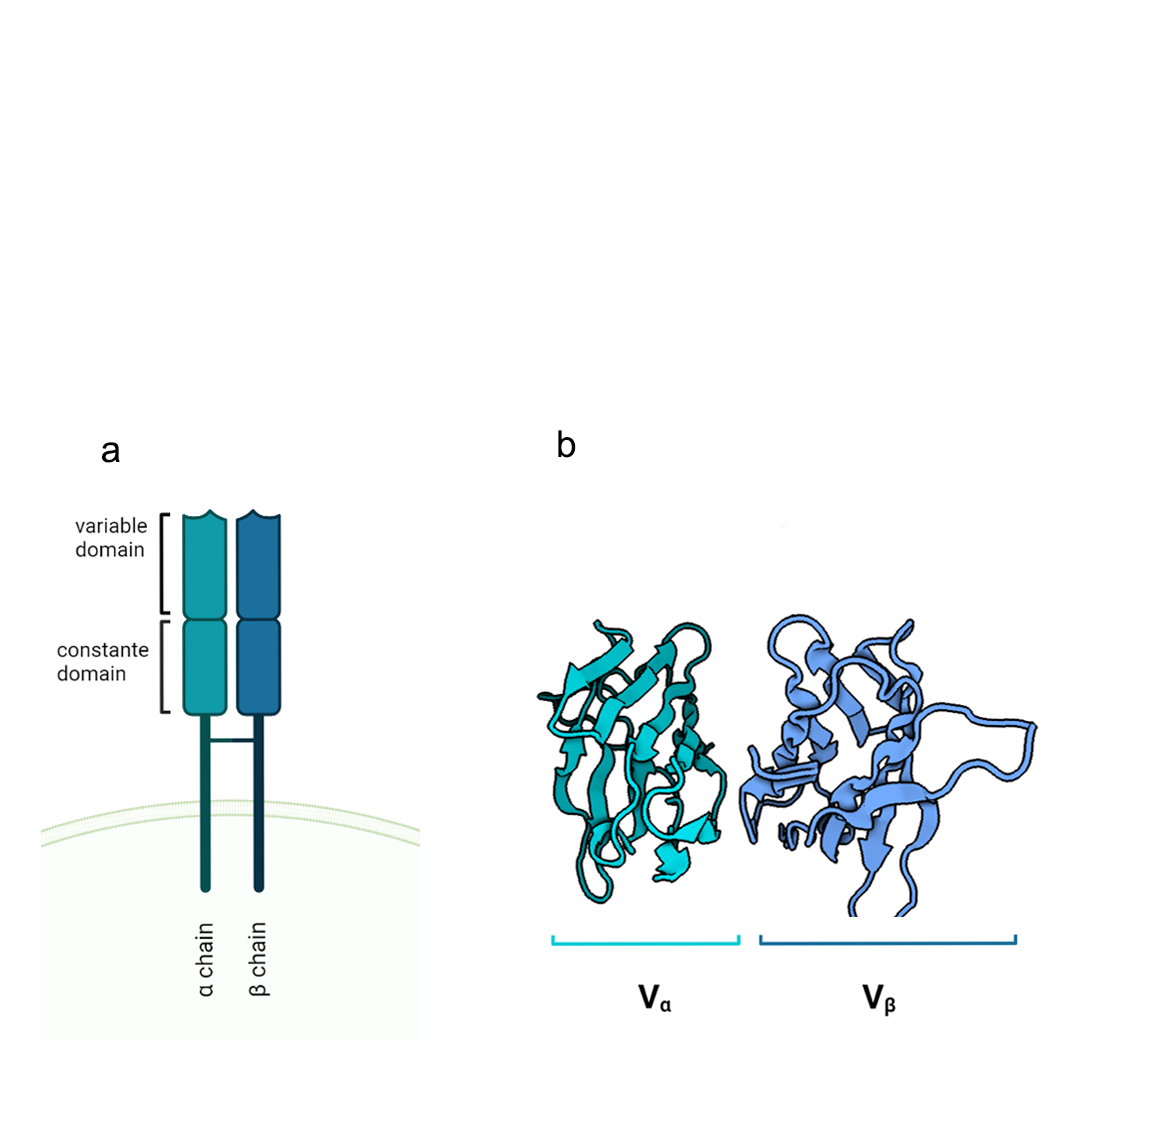 a
b
variable
domain
constante
domain
α chain
β chain
Vα
Vβ